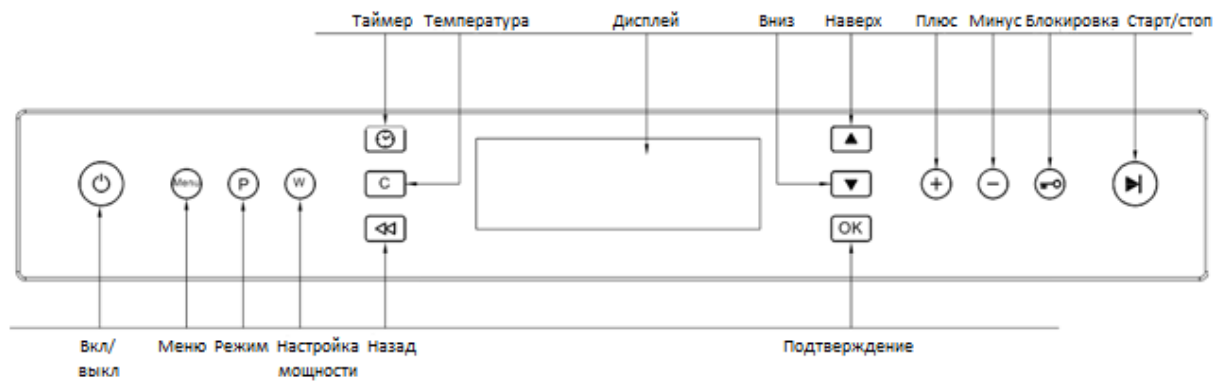 Таймер Температура Дисплей Вниз Наверх Плюс Минус Блокировка Старт/стоп
Menu P W
C
OK
Вкл/ Меню Режим Настройка Назад Подтверждение
выкл мощности